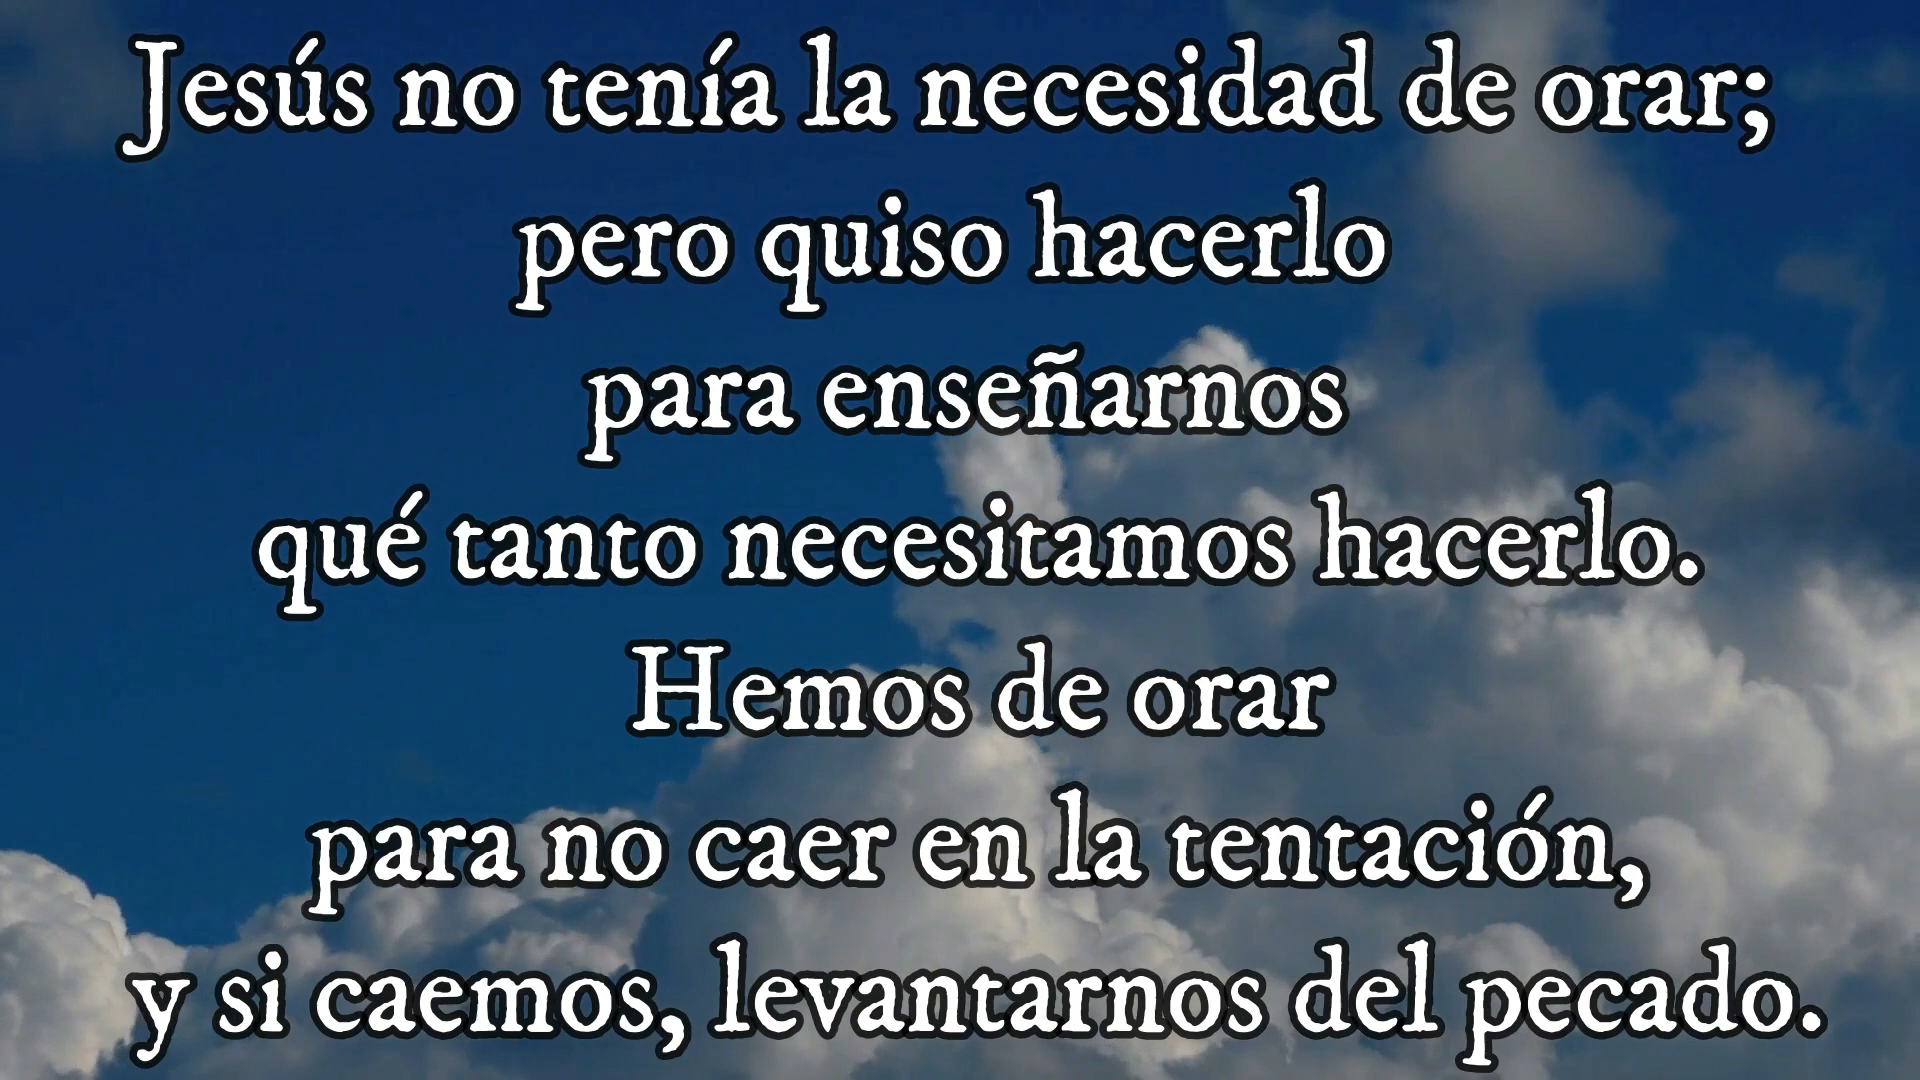 Jesús no tenía la necesidad de orar;
pero quiso hacerlo
para enseñarnos
qué tanto necesitamos hacerlo.
Hemos de orar
para no caer en la tentación,
y si caemos, levantarnos del pecado.